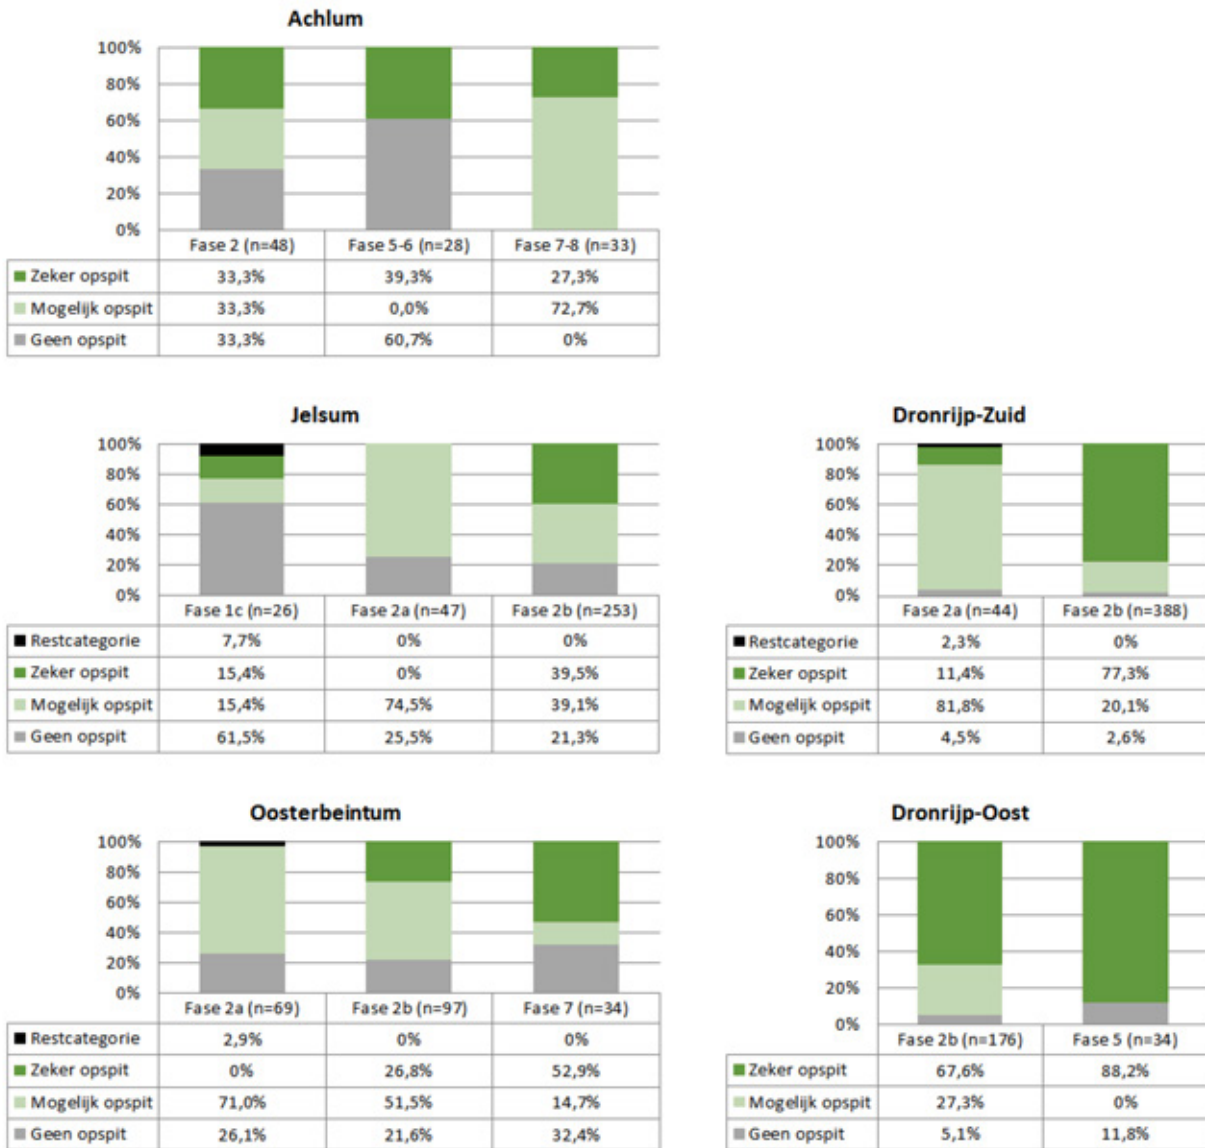 Achlum
100%
80%
60%
40%
20%
0%
Fase 2 (n=48) Fase 5-6 (n=28) Fase 7-8 (n=33)
Zeker opspit 33,3% 39,3% 27,3%
Mogelijk opspit 33,3% 0,0% 72,7%
Geen opspit 33,3% 60,7% 0%
Jelsum
100%
80%
60%
40%
20%
0%
Fase 1c (n=26) Fase 2a (n=47) Fase 2b (n=253)
Restcategorie 7,7% 0% 0%
Zeker opspit 15,4% 0% 39,5%
Mogelijk opspit 15,4% 74,5% 39,1%
Geen opspit 61,5% 25,5% 21,3%
Dronrijp-Zuid
100%
80%
60%
40%
20%
0%
Fase 2a (n=44) Fase 2b (n=388)
Restcategorie 2,3% 0%
Zeker opspit 11,4% 77,3%
Mogelijk opspit 81,8% 20,1%
Geen opspit 4,5% 2,6%
Oosterbeintum
100%
80%
60%
40%
20%
0%
Fase 2a (n=69) Fase 2b (n=97) Fase 7 (n=34)
Restcategorie 2,9% 0% 0%
Zeker opspit 0% 26,8% 52,9%
Mogelijk opspit 71,0% 51,5% 14,7%
Geen opspit 26,1% 21,6% 32,4%
Dronrijp-Oost
100%
80%
60%
40%
20%
0%
Fase 2b (n=176) Fase 5 (n=34)
Zeker opspit 67,6% 88,2%
Mogelijk opspit 27,3% 0%
Geen opspit 5,1% 11,8%